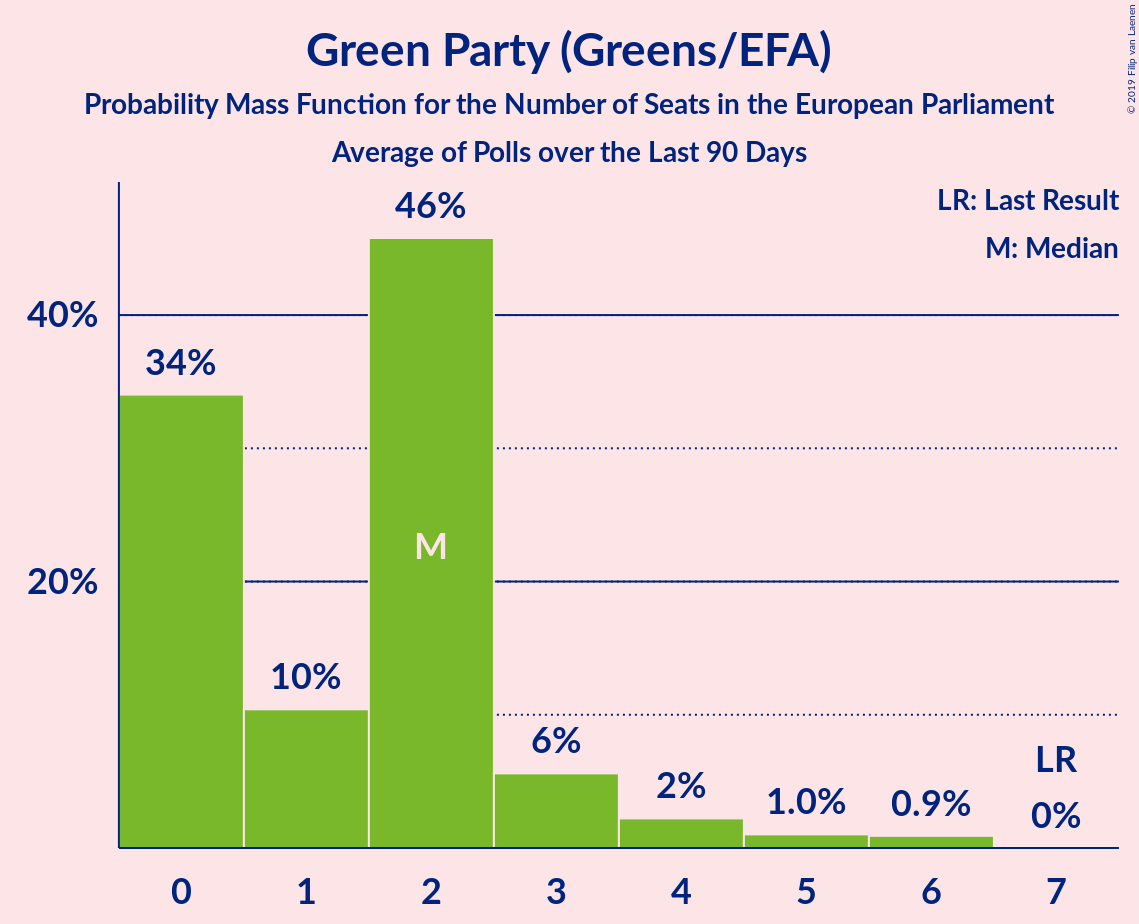 Green Party (Greens/EFA)
Probability Mass Function for the Number of Seats in the European Parliament
Average of Polls over the Last 90 Days
© 2019 Filip van Laenen
LR: Last Result
M: Median
46%
40%
34%
M
20%
10%
6%
2%
1.0%
0.9%
LR
0%
0 1 2 3 4 5 6 7